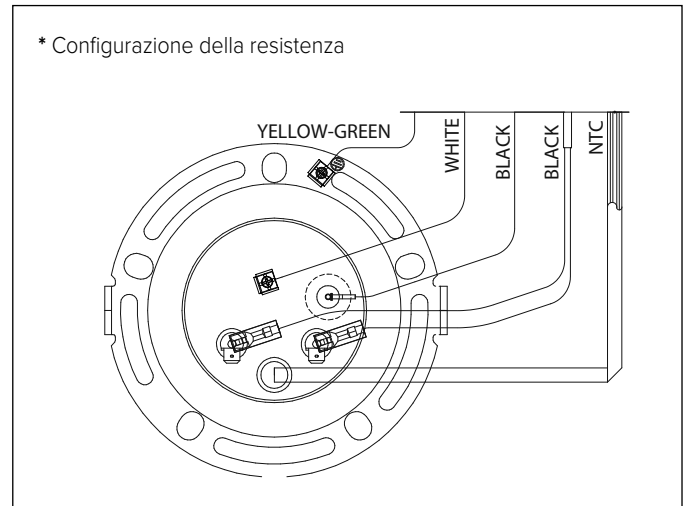 * Configurazione della resistenza
YELLOW-GREEN
WHITE
BLACK
BLACK
NTC